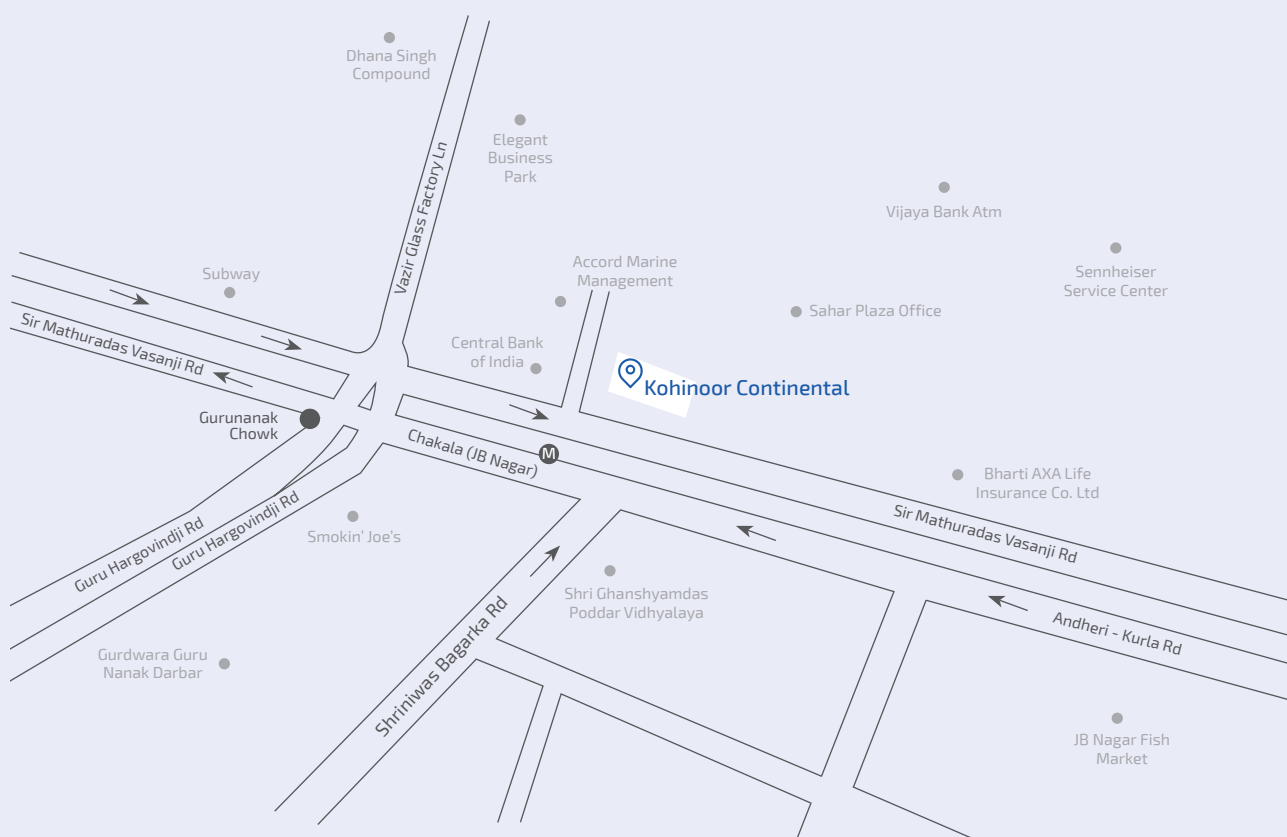 Dhana Singh
Compound
Elegant
Business
Park
Vazir Glass Factory Ln
Vijaya Bank Atm
Subway
Accord Marine
Management
Sennheiser
Service Center
Sahar Plaza Office
Sir Mathuradas Vasanji Rd
Central Bank
of India
Kohinoor Continental
Gurunanak
Chowk
Chakala (JB Nagar)
M
Bharti AXA Life
Insurance Co. Ltd
Sir Mathuradas Vasanji Rd
Guru Hargovindji Rd
Guru Hargovindji Rd
Smokin' Joe's
Shri Ghanshyamdas
Poddar Vidhyalaya
Andheri - Kurla Rd
Shriniwas Bagarka Rd
Gurdwara Guru
Nanak Darbar
JB Nagar Fish
Market